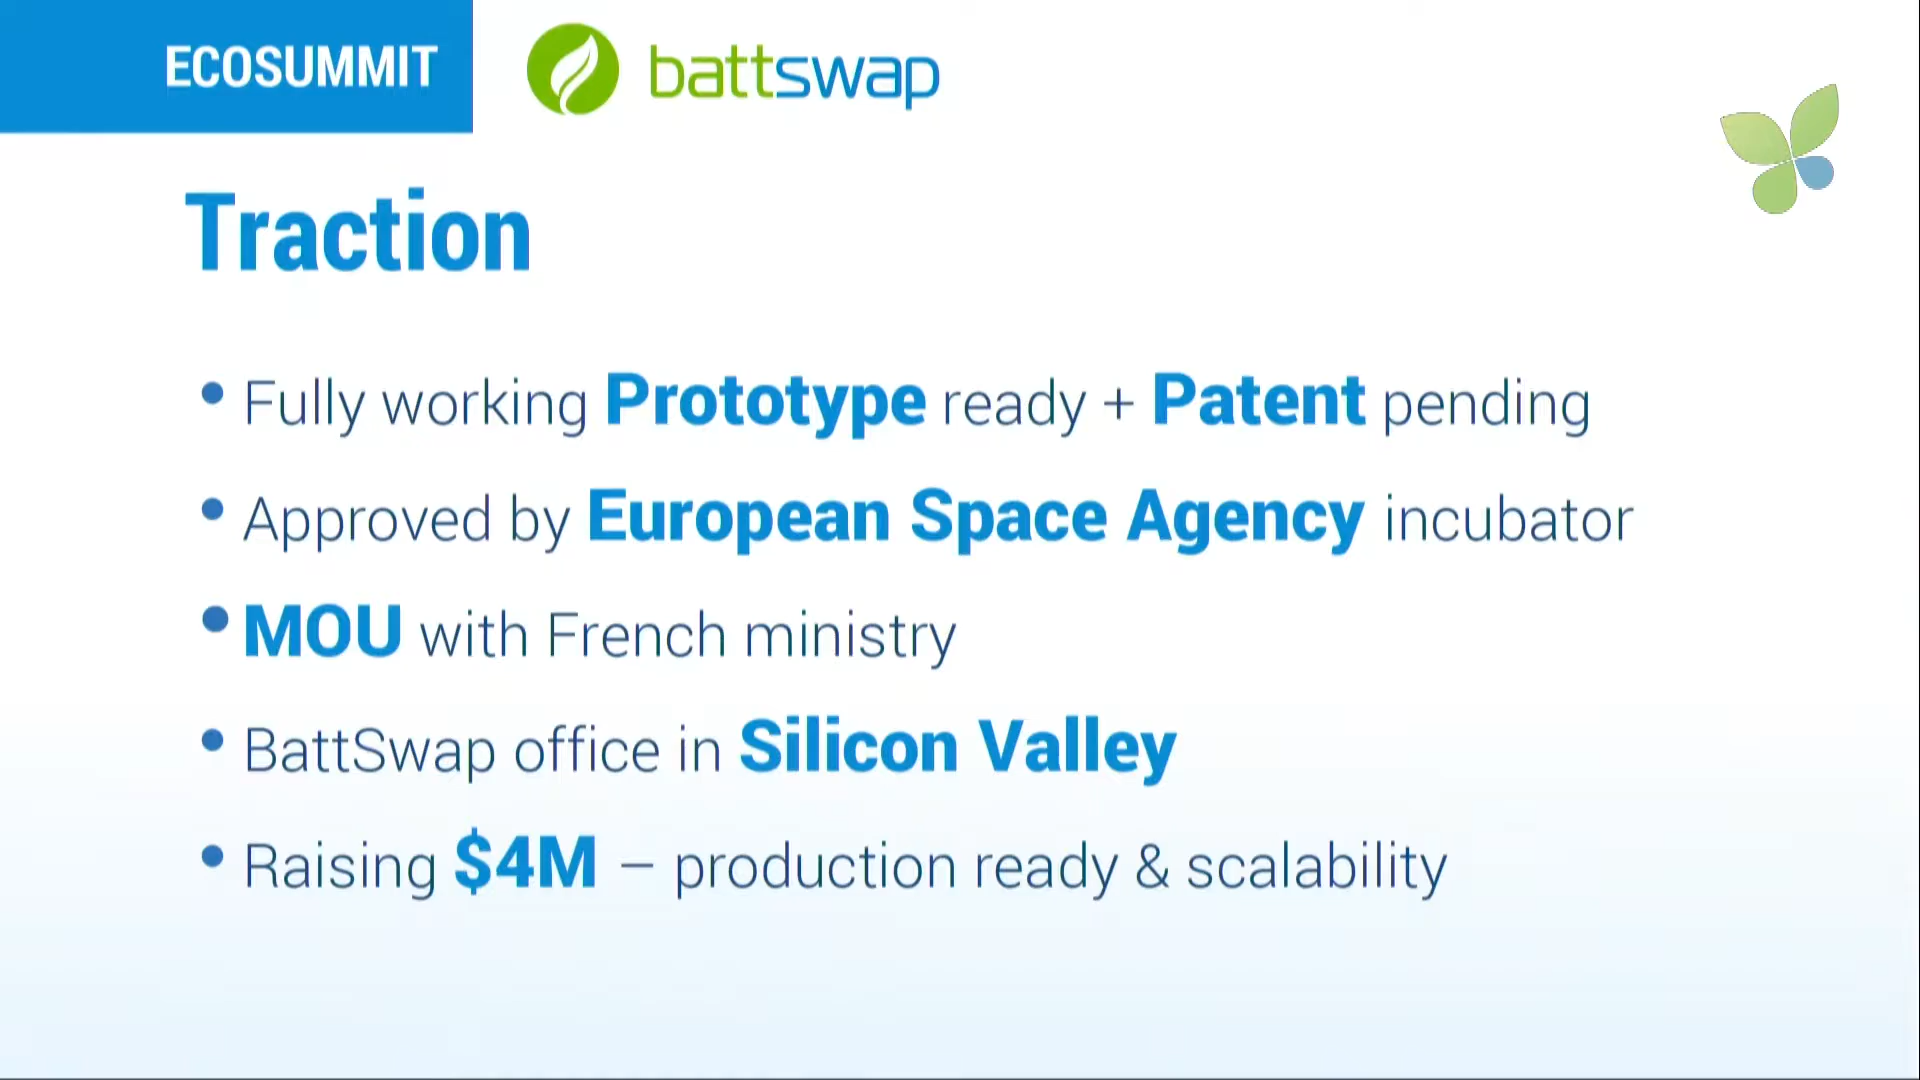 ECOSUMMIT
battswap
Traction
• Fully working Prototype ready + Patent pending
• Approved by European Space Agency incubator
• MOU with French ministry
• BattSwap office in Silicon Valley
• Raising $4M – production ready & scalability